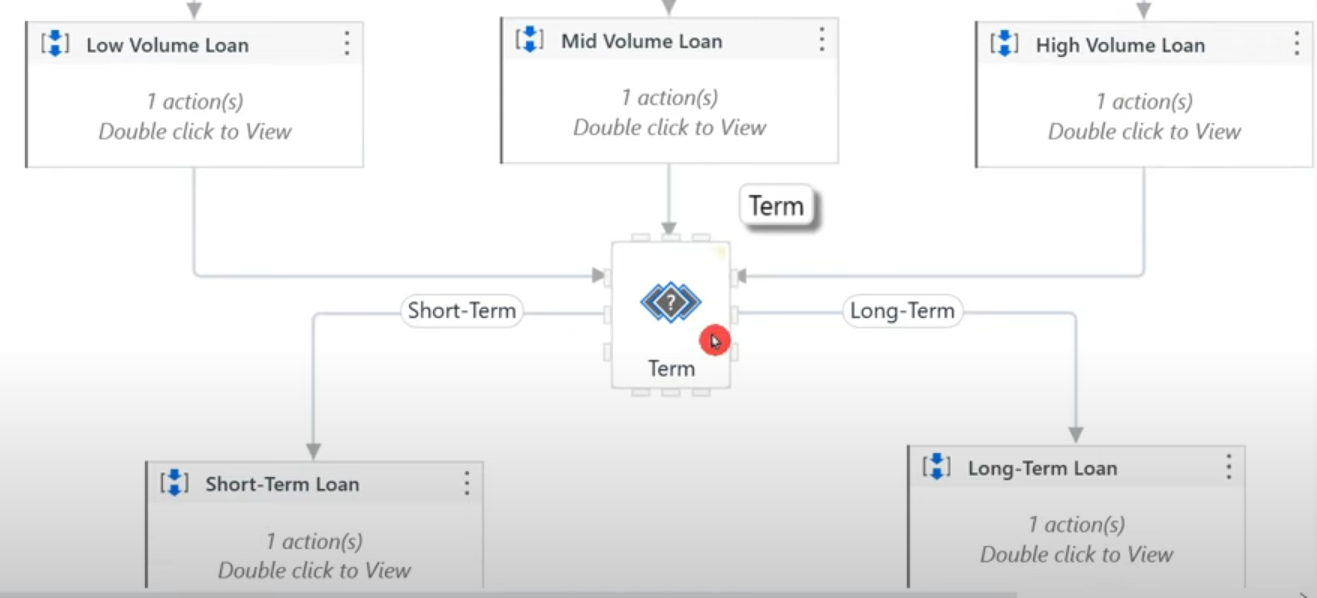 Low Volume Loan
1 action(s)
Double click to View
Mid Volume Loan
1 action(s)
Double click to View
High Volume Loan
1 action(s)
Double click to View
Term
Short-Term
?
Long-Term
Term
Short-Term Loan
1 action(s)
Double click to View
Long-Term Loan
1 action(s)
Double click to View